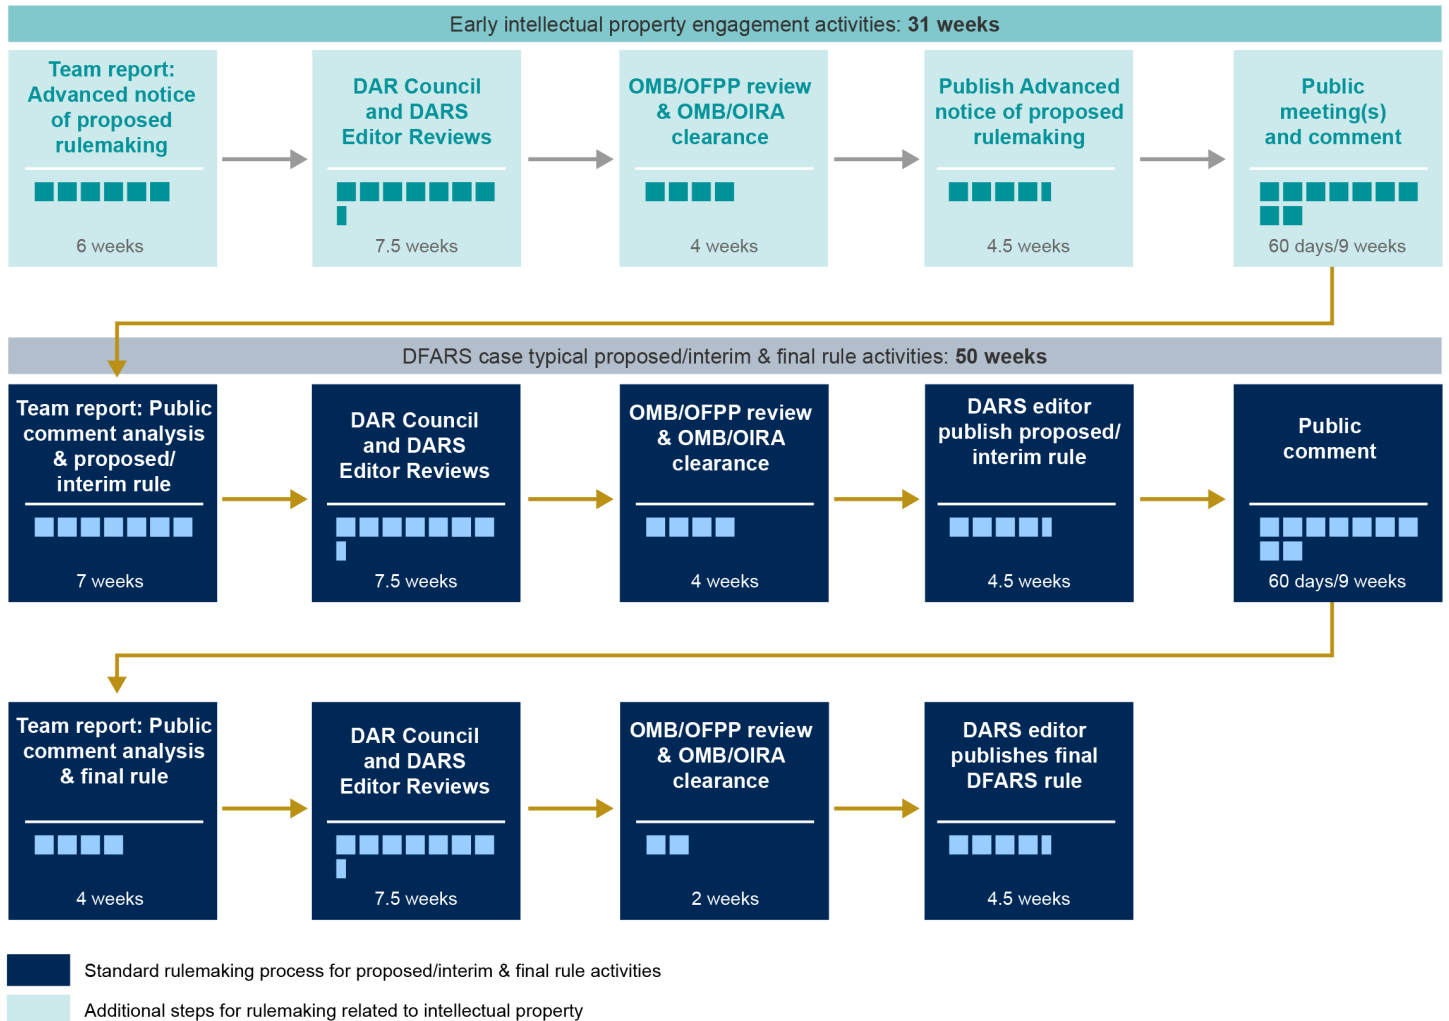 Early intellectual property engagement activities: 31 weeks
Team report:
Advanced notice
of proposed
rulemaking
6 weeks
DAR Council
and DARS
Editor Reviews
7.5 weeks
OMB/OFPP review
& OMB/OIRA
clearance
4 weeks
Publish Advanced
notice of proposed
rulemaking
4.5 weeks
Public
meeting(s)
and comment
60 days/9 weeks
DFARS case typical proposed/interim & final rule activities: 50 weeks
Team report: Public
comment analysis
& proposed/
interim rule
7 weeks
DAR Council
and DARS
Editor Reviews
7.5 weeks
OMB/OFPP review
& OMB/OIRA
clearance
4 weeks
DARS editor
publish proposed/
interim rule
4.5 weeks
Public
comment
60 days/9 weeks
Team report: Public
comment analysis
& final rule
4 weeks
DAR Council
and DARS
Editor Reviews
7.5 weeks
OMB/OFPP review
& OMB/OIRA
clearance
2 weeks
DARS editor
publishes final
DFARS rule
4.5 weeks
Standard rulemaking process for proposed/interim & final rule activities
Additional steps for rulemaking related to intellectual property